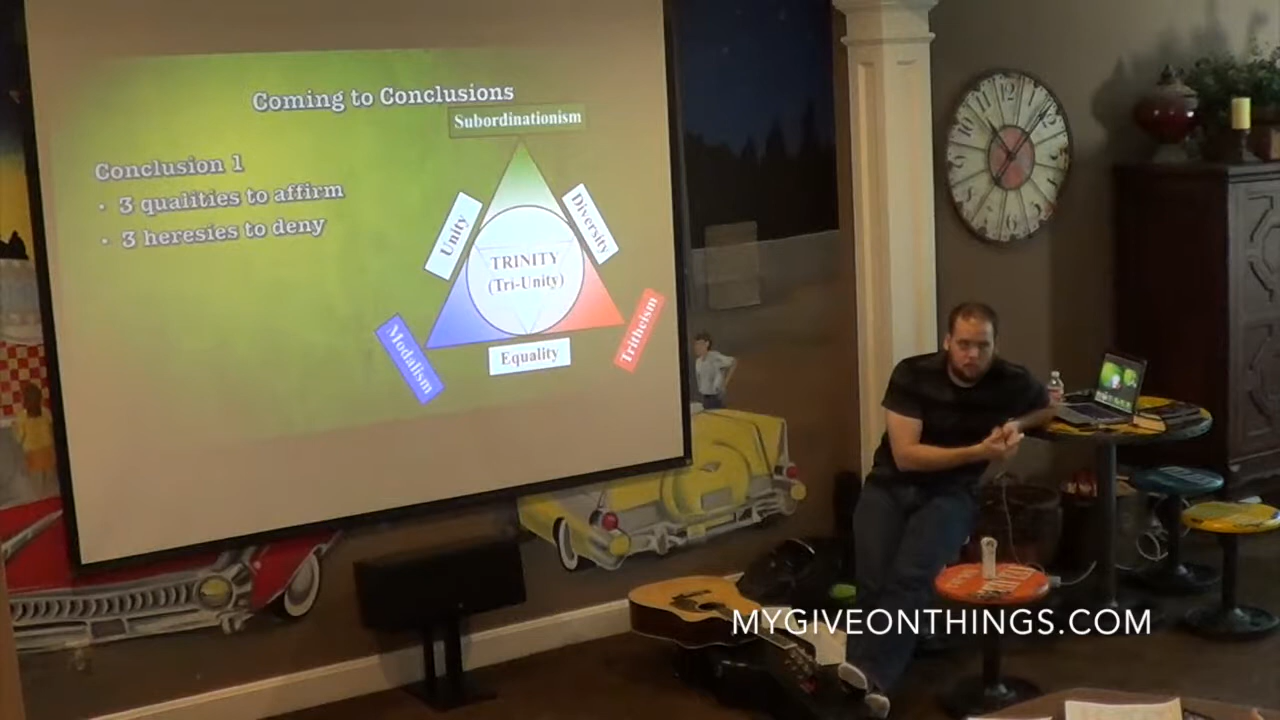 Coming to Conclusions
Subordinationism
Conclusion 1
• 3 qualities to affirm
• 3 heresies to deny
Unity
Diversity
TRINITY
(Tri-Unity)
Modalism
Tritheism
Equality
MYGIVEONTHINGS.COM